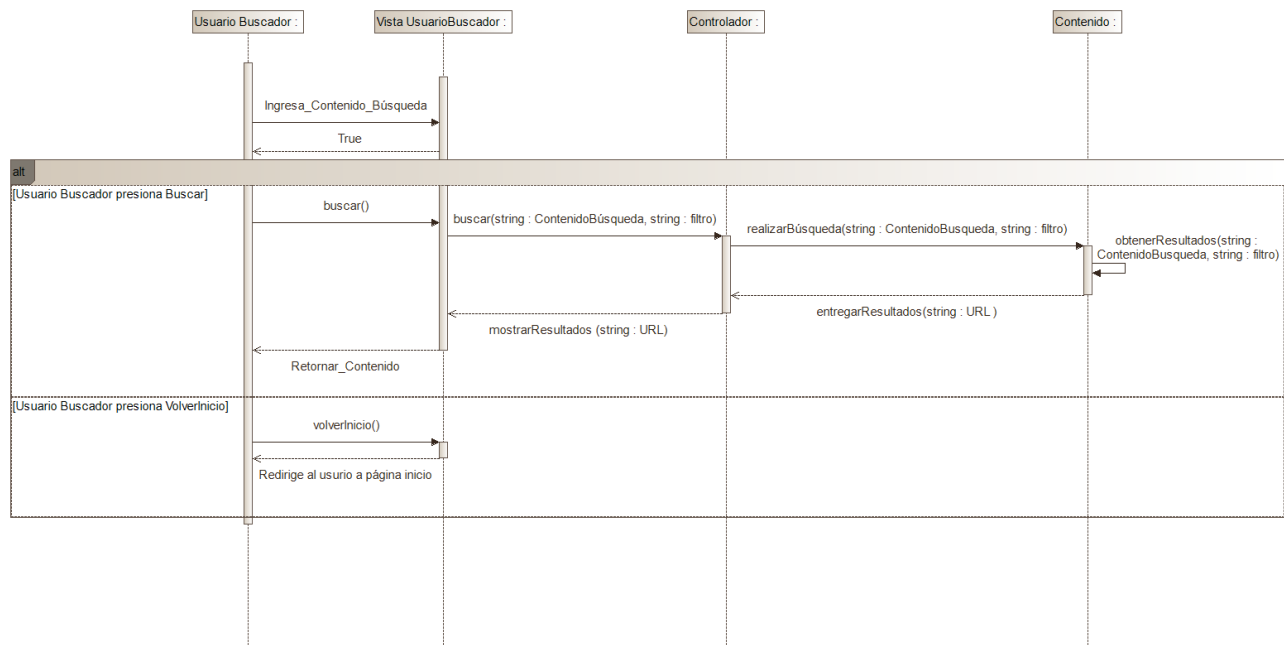 Usuario Buscador :
Vista UsuarioBuscador :
Controlador :
Contenido :
Ingresa_Contenido_Búsqueda
True
alt
[Usuario Buscador presiona Buscar]
buscar()
buscar(string : ContenidoBúsqueda, string : filtro)
realizarBúsqueda(string : ContenidoBusqueda, string : filtro)
obtenerResultados(string :
ContenidoBusqueda, string : filtro)
entregarResultados(string : URL )
mostrarResultados (string : URL)
Retornar_Contenido
[Usuario Buscador presiona VolverInicio]
volverInicio()
Redirige al usurio a página inicio